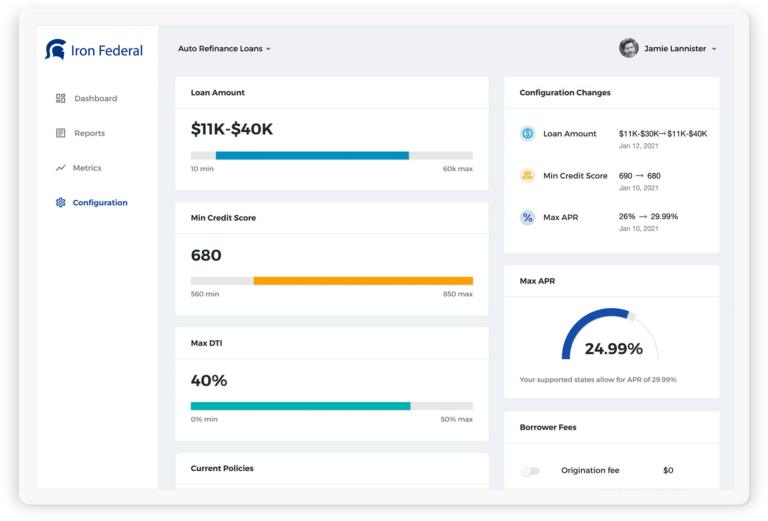 Iron Federal
Auto Refinance Loans
Jamie Lannister
Dashboard
Reports
Metrics
Configuration
Loan Amount
$11K-$40K
10 min
60k max
Min Credit Score
680
560 min
850 max
Max DTI
40%
0% min
50% max
Current Policies
Configuration Changes
Loan Amount
$11K-$30K→$11K-$40K
Jan 12, 2021
Min Credit Score
690 → 680
Jan 10, 2021
Max APR
26% → 29.99%
Jan 10, 2021
Max APR
24.99%
Your supported states allow for APR of 29.99%
Borrower Fees
Origination fee
$0